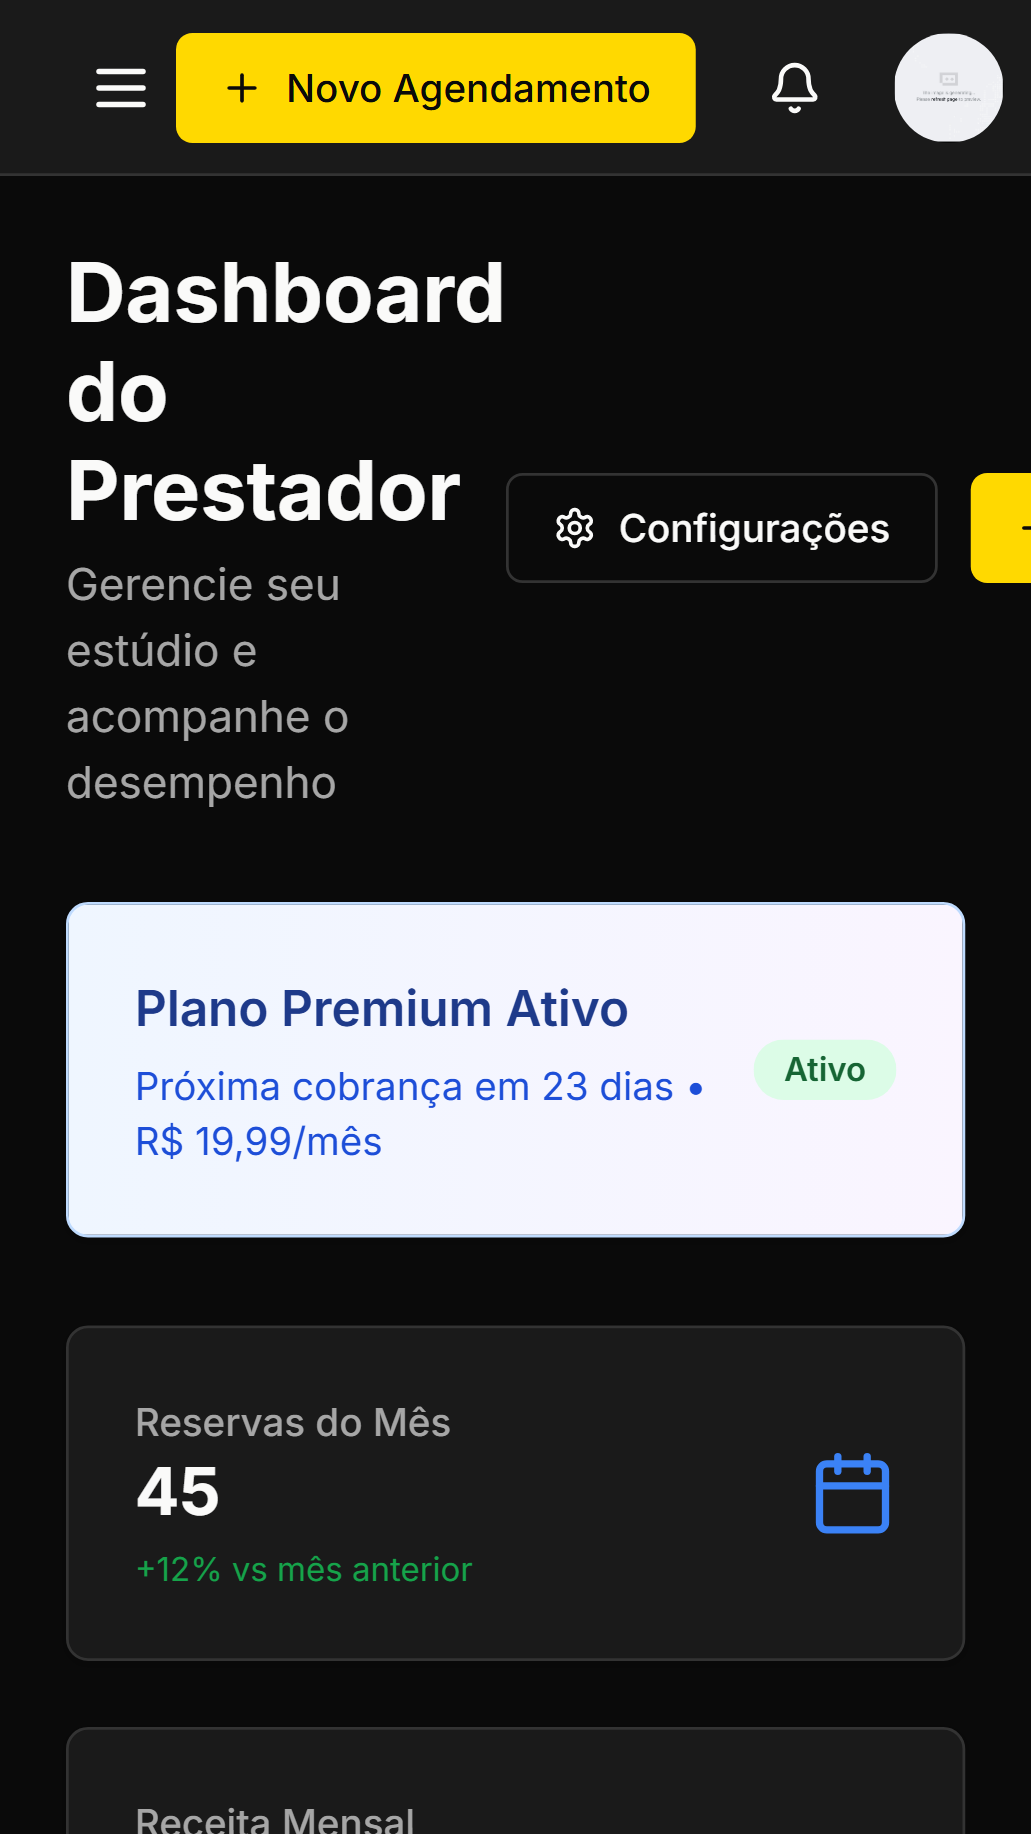 Novo Agendamento
Dashboard
do
Prestador
Gerencie seu
estúdio e
acompanhe o
desempenho
Configurações
Plano Premium Ativo
Próxima cobrança em 23 dias •
R$ 19,99/mês
Ativo
Reservas do Mês
45
+12% vs mês anterior
Receita Mensal